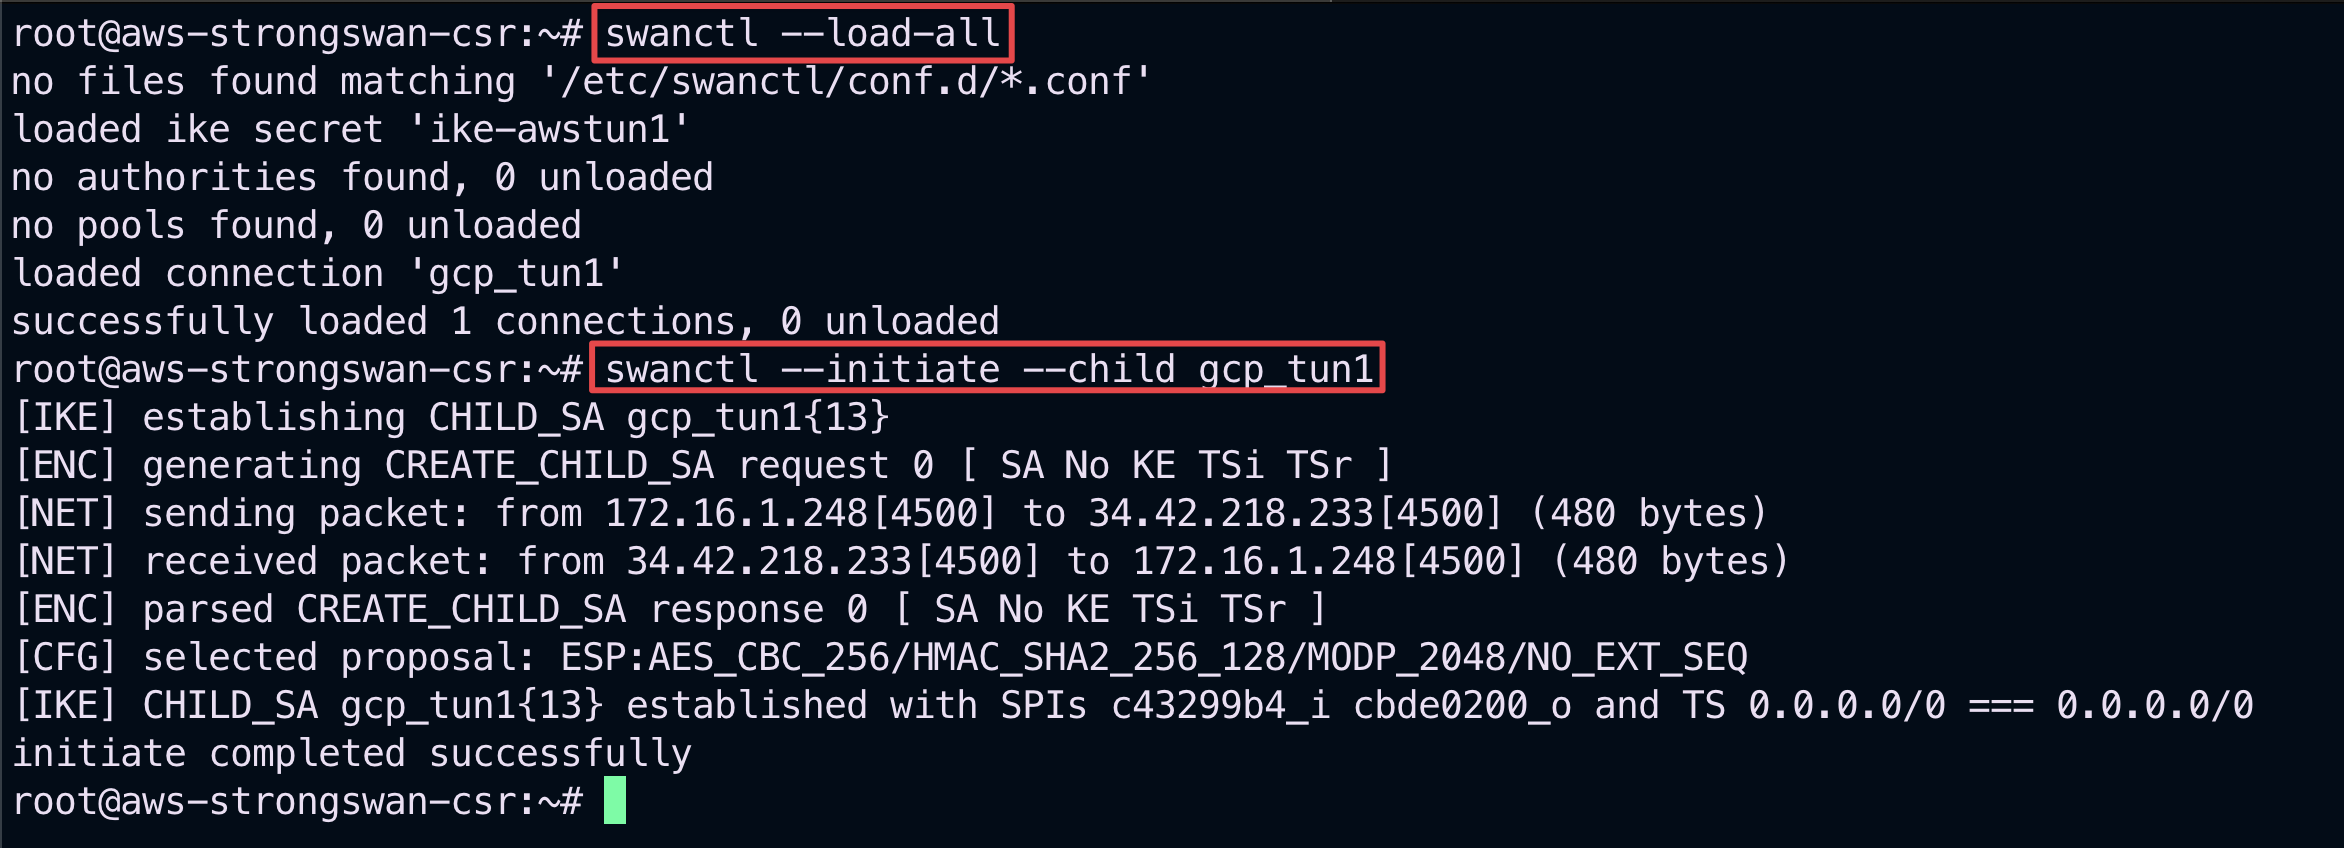 root@aws-strongswan-csr:~# swanctl --load-all
no files found matching '/etc/swanctl/conf.d/*.conf'
loaded ike secret 'ike-awstun1'
no authorities found, 0 unloaded
no pools found, 0 unloaded
loaded connection 'gcp_tun1'
successfully loaded 1 connections, 0 unloaded
root@aws-strongswan-csr:~# swanctl --initiate --child gcp_tun1
[IKE] establishing CHILD_SA gcp_tun1{13}
[ENC] generating CREATE_CHILD_SA request 0 [ SA No KE TSi TSr ]
[NET] sending packet: from 172.16.1.248[4500] to 34.42.218.233[4500] (480 bytes)
[NET] received packet: from 34.42.218.233[4500] to 172.16.1.248[4500] (480 bytes)
[ENC] parsed CREATE_CHILD_SA response 0 [ SA No KE TSi TSr ]
[CFG] selected proposal: ESP:AES_CBC_256/HMAC_SHA2_256_128/MODP_2048/NO_EXT_SEQ
[IKE] CHILD_SA gcp_tun1{13} established with SPIs c43299b4_i cbde0200_o and TS 0.0.0.0/0 === 0.0.0.0/0
initiate completed successfully
root@aws-strongswan-csr:~#